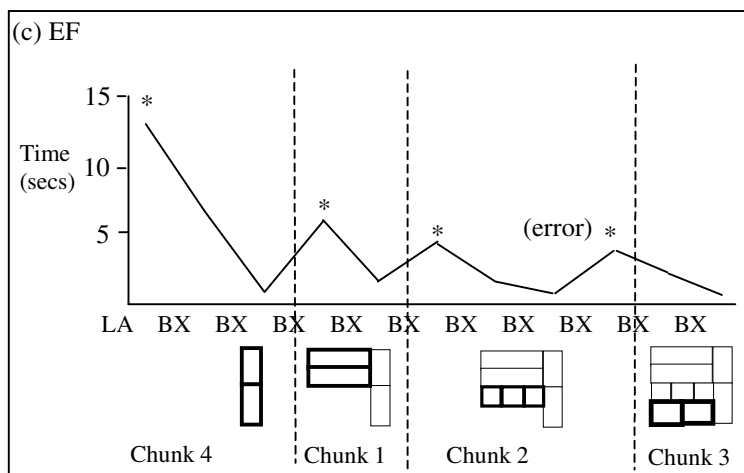 (c) EF
15
*
Time
(secs)
10
*
5
*
(error)
*
LA BX BX BX BX BX BX BX BX BX BX
Chunk 4
Chunk 1
Chunk 2
Chunk 3